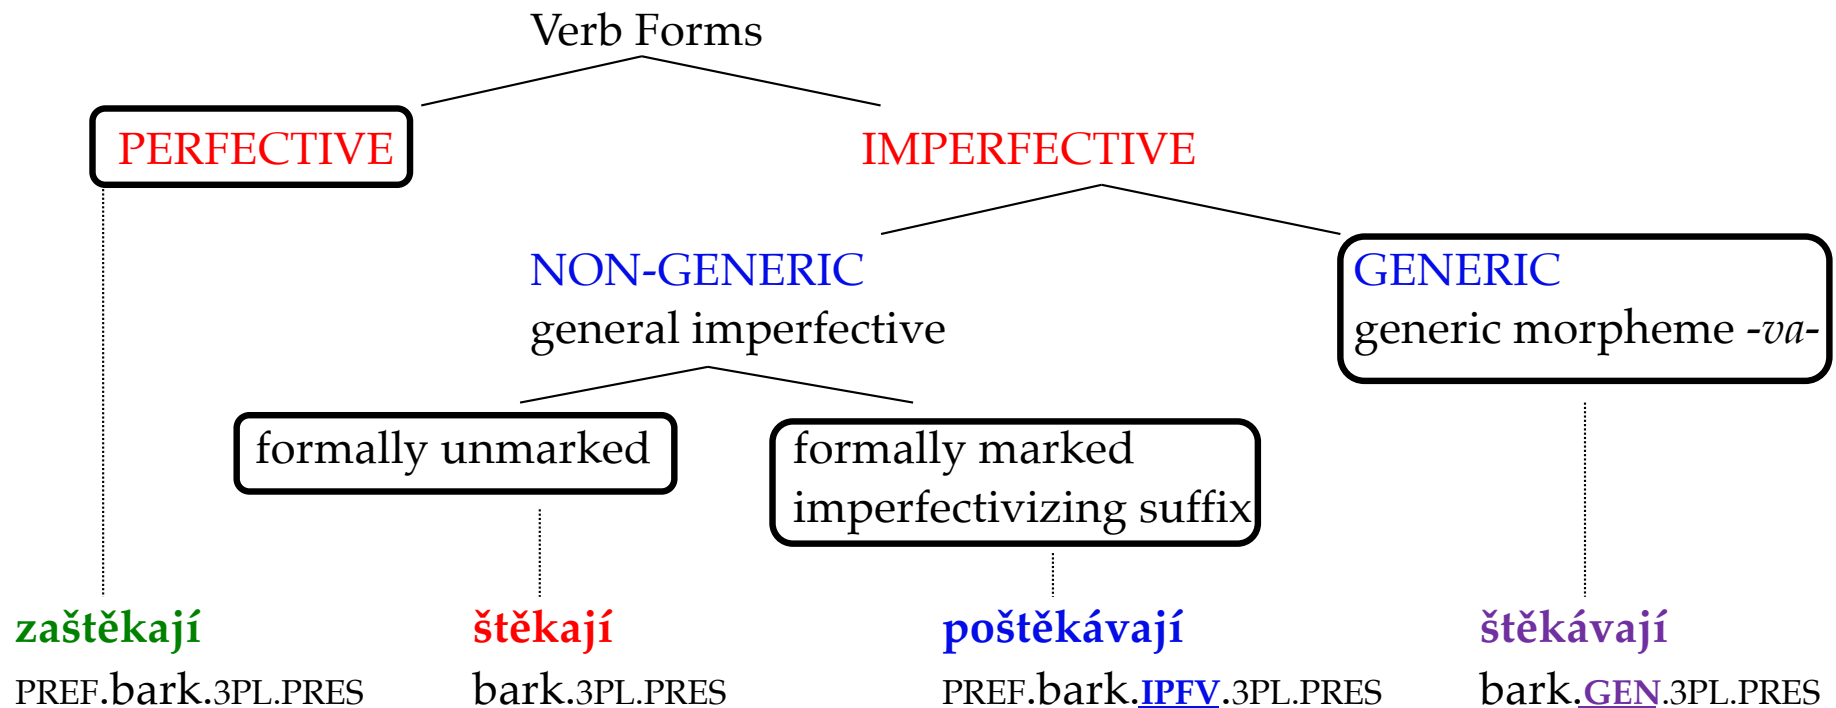 Verb Forms
PERFECTIVE
IMPERFECTIVE
NON-GENERIC
general imperfective
GENERIC
generic morpheme -va-
formally unmarked
formally marked
imperfectivizing suffix
zaštěkají
PREF.bark.3PL.PRES
štěkají
bark.3PL.PRES
poštěkávají
PREF.bark.IPFV.3PL.PRES
štěkávají
bark.GEN.3PL.PRES